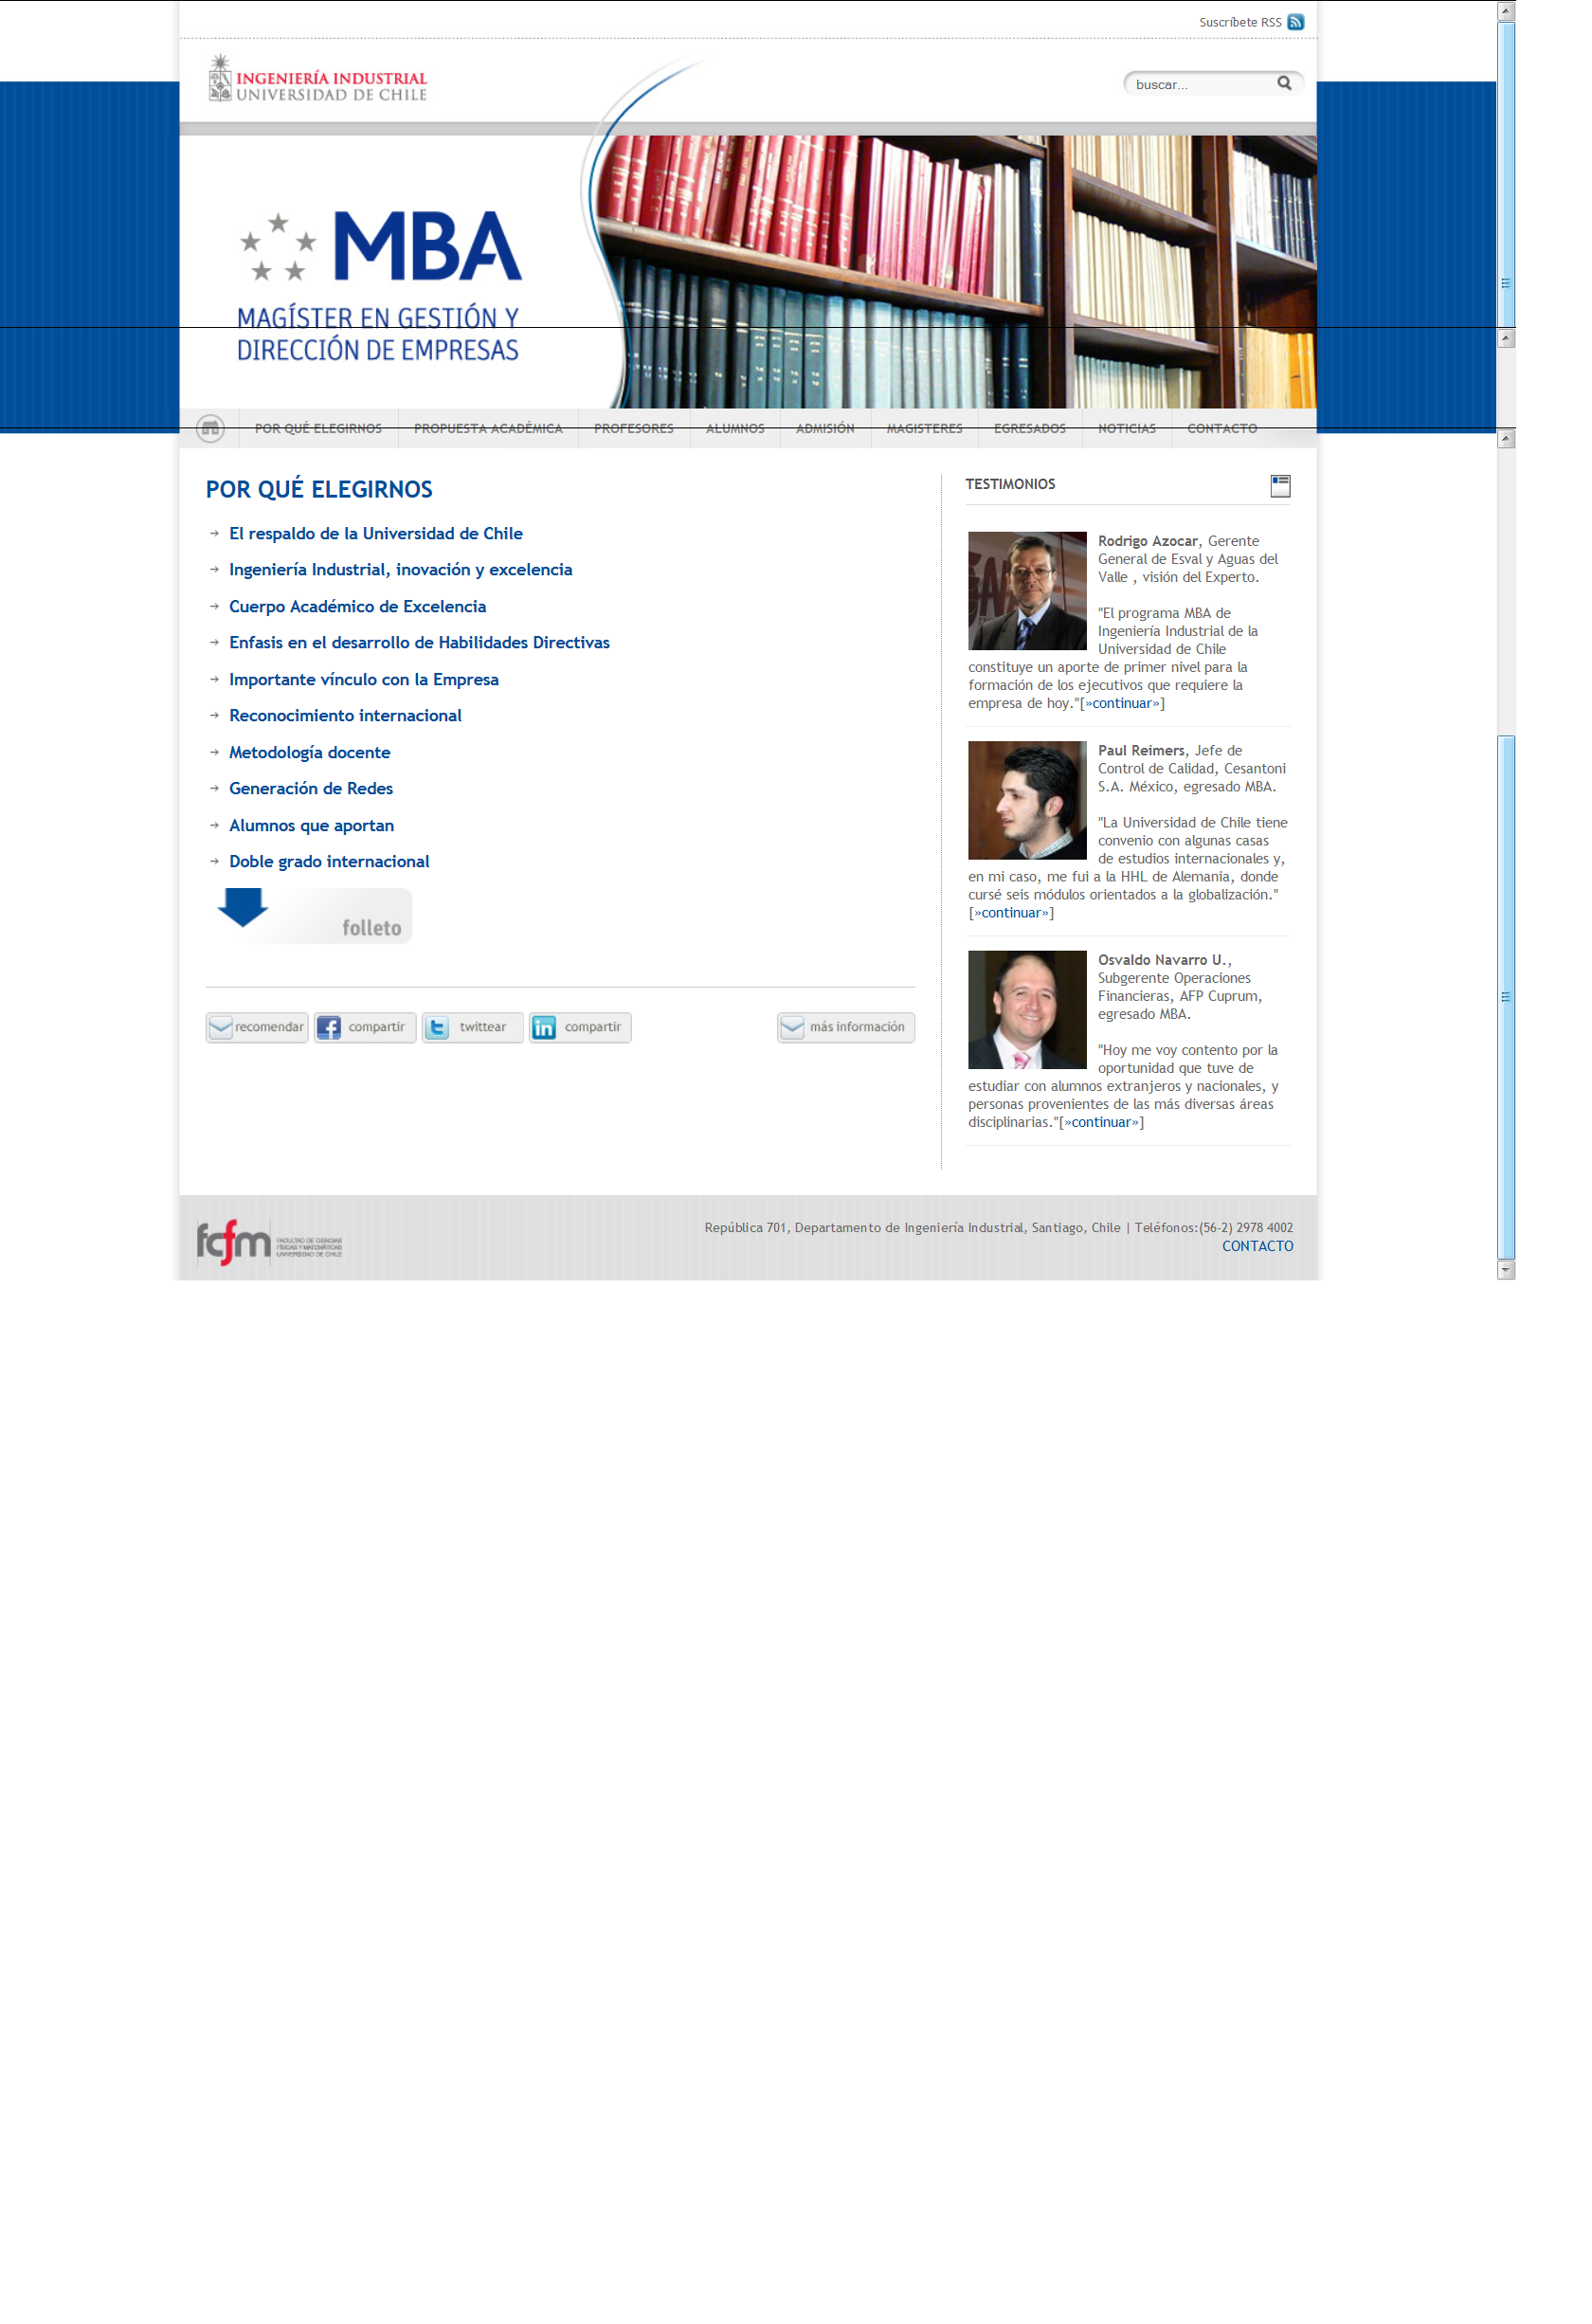 Suscríbete RSS
INGENIERÍA INDUSTRIAL
UNIVERSIDAD DE CHILE
buscar...
MBA
MAGÍSTER EN GESTIÓN Y
DIRECCIÓN DE EMPRESAS
POR QUÉ ELEGIRNOS PROPUESTA ACADÉMICA PROFESORES ALUMNOS ADMISIÓN MAGISTERES EGRESADOS NOTICIAS CONTACTO
POR QUÉ ELEGIRNOS
El respaldo de la Universidad de Chile
Ingeniería Industrial, inovación y excelencia
Cuerpo Académico de Excelencia
Enfasis en el desarrollo de Habilidades Directivas
Importante vínculo con la Empresa
Reconocimiento internacional
Metodología docente
Generación de Redes
Alumnos que aportan
Doble grado internacional
folleto
recomendar compartir twittear compartir más información
TESTIMONIOS
Rodrigo Azocar, Gerente
General de Esval y Aguas del
Valle , visión del Experto.
"El programa MBA de
Ingeniería Industrial de la
Universidad de Chile
constituye un aporte de primer nivel para la
formación de los ejecutivos que requiere la
empresa de hoy."[»continuar»]
Paul Reimers, Jefe de
Control de Calidad, Cesantoni
S.A. México, egresado MBA.
"La Universidad de Chile tiene
convenio con algunas casas
de estudios internacionales y,
en mi caso, me fui a la HHL de Alemania, donde
cursé seis módulos orientados a la globalización."
[»continuar»]
Osvaldo Navarro U.,
Subgerente Operaciones
Financieras, AFP Cuprum,
egresado MBA.
"Hoy me voy contento por la
oportunidad que tuve de
estudiar con alumnos extranjeros y nacionales, y
personas provenientes de las más diversas áreas
disciplinarias."[»continuar»]
fcfm
FACULTAD DE CIENCIAS
FÍSICAS Y MATEMÁTICAS
UNIVERSIDAD DE CHILE
República 701, Departamento de Ingeniería Industrial, Santiago, Chile | Teléfonos:(56-2) 2978 4002
CONTACTO